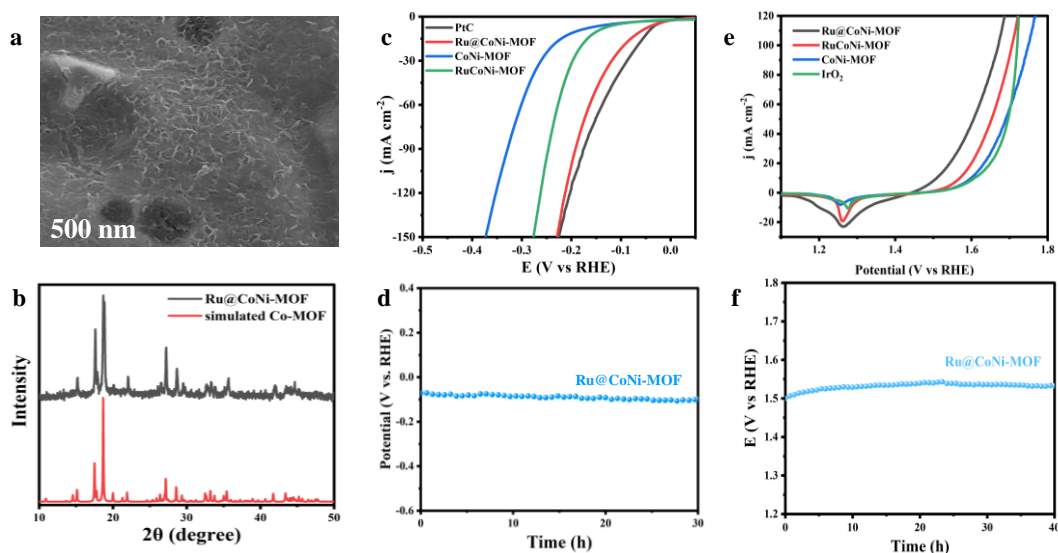 a
500 nm
b
Ru@CoNi-MOF
simulated Co-MOF
Intensity
10 20 30 40 50
2θ (degree)
c
PtC
Ru@CoNi-MOF
CoNi-MOF
RuCoNi-MOF
j (mA cm⁻²)
0
-30
-60
-90
-120
-150
-0.5 -0.4 -0.3 -0.2 -0.1 0.0
E (V vs RHE)
d
Ru@CoNi-MOF
Potential (V vs. RHE)
0.4
0.2
0.0
-0.2
-0.4
-0.6
0 10 20 30
Time (h)
e
Ru@CoNi-MOF
RuCoNi-MOF
CoNi-MOF
IrO₂
j (mA cm⁻²)
120
100
80
60
40
20
0
-20
1.2 1.4 1.6 1.8
Potential (V vs RHE)
f
Ru@CoNi-MOF
E (V vs RHE)
1.8
1.7
1.6
1.5
1.4
1.3
1.2
0 10 20 30 40
Time (h)